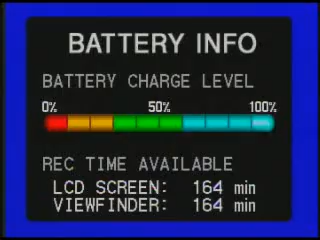 BATTERY INFO
BATTERY CHARGE LEVEL
0% 50% 100%
REC TIME AVAILABLE
LCD SCREEN: 164 min
VIEWFINDER: 164 min